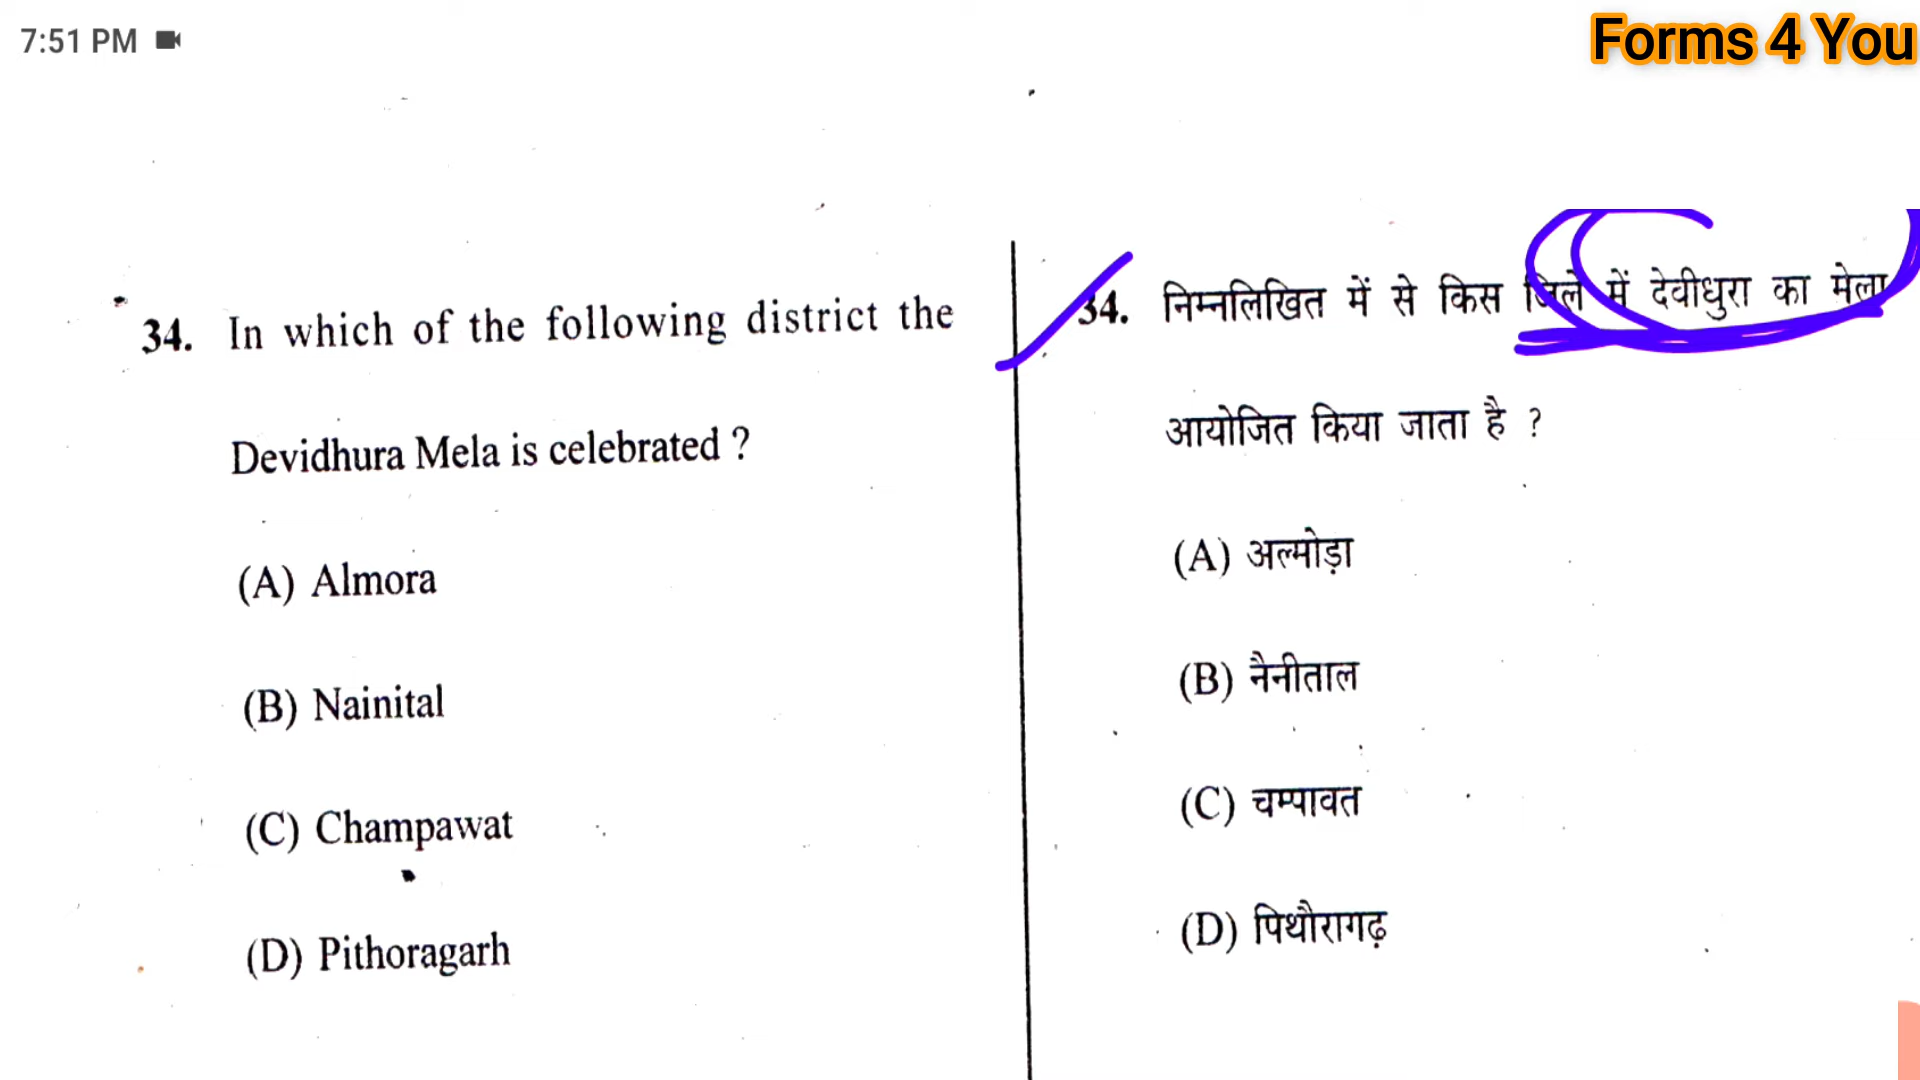 7:51 PM
Forms 4 You
34. In which of the following district the
Devidhura Mela is celebrated ?
(A) Almora
(B) Nainital
(C) Champawat
(D) Pithoragarh
34. निम्नलिखित में से किस जिले में देवीधुरा का मेला
आयोजित किया जाता है ?
(A) अल्मोड़ा
(B) नैनीताल
(C) चम्पावत
(D) पिथौरागढ़